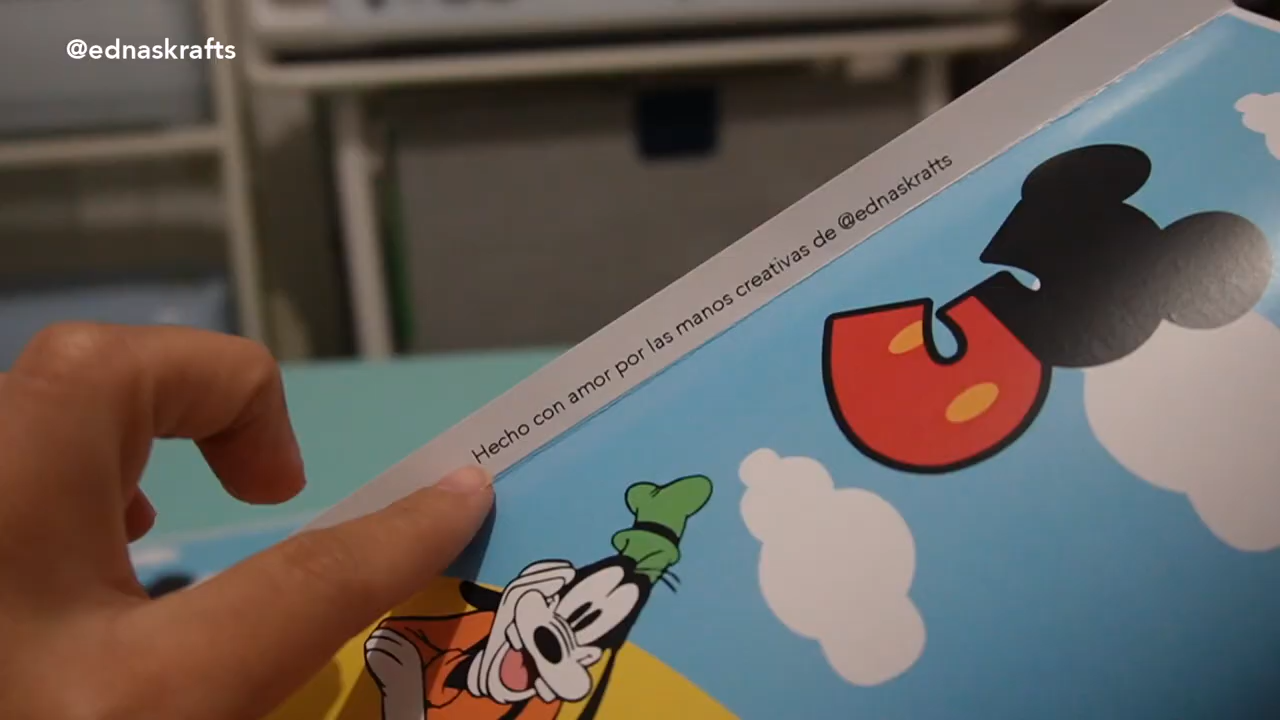 @ednaskrafts
Hecho con amor por las manos creativas de @ednaskrafts